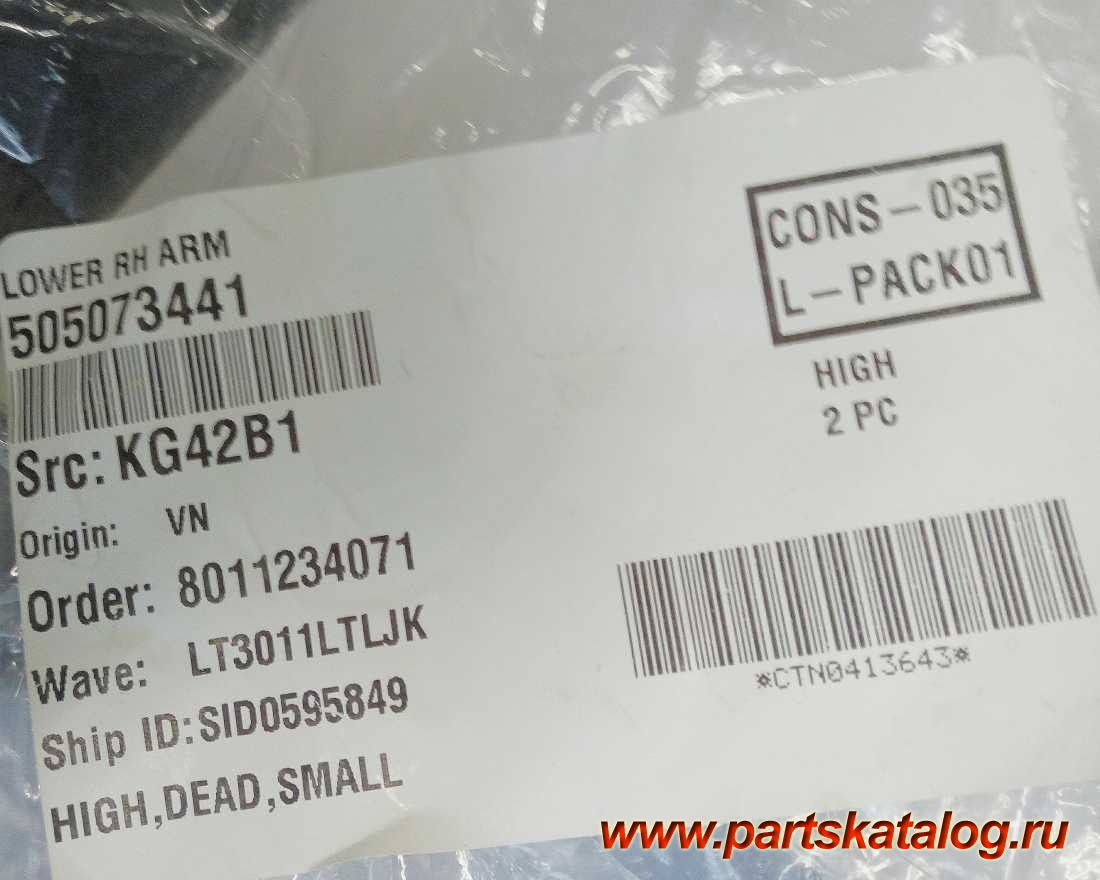 LOWER RH ARM
505073441
Src: KG42B1
Origin: VN
Order: 8011234071
Wave: LT3011LTLJK
Ship ID: SID0595849
HIGH,DEAD,SMALL
CONS-035
L-PACK01
HIGH
2 PC
*CTN0413643*
www.partskatalog.ru